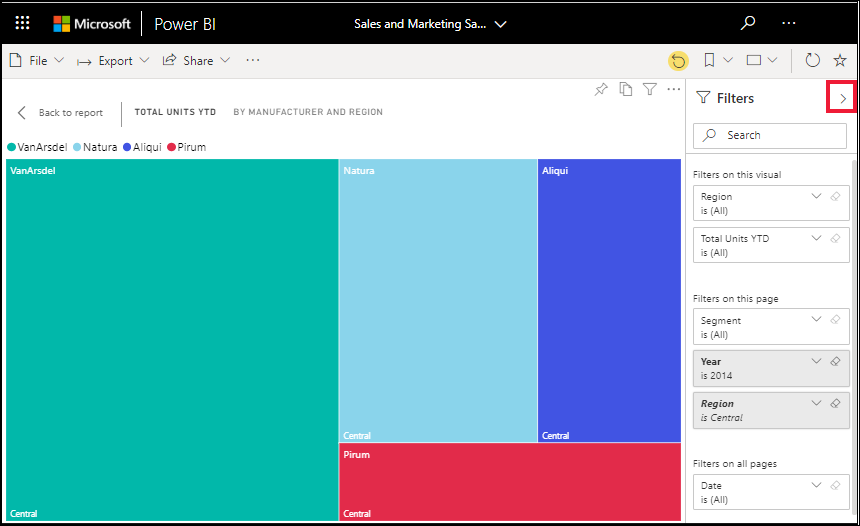 Microsoft Power BI Sales and Marketing Sa... ...
File Export Share ...
Back to report TOTAL UNITS YTD BY MANUFACTURER AND REGION
VanArsdel Natura Aliqui Pirum
VanArsdel
Central
Natura
Central
Aliqui
Central
Pirum
Central
Filters
Search
Filters on this visual
Region
is (All)
Total Units YTD
is (All)
Filters on this page
Segment
is (All)
Year
is 2014
Region
is Central
Filters on all pages
Date
is (All)